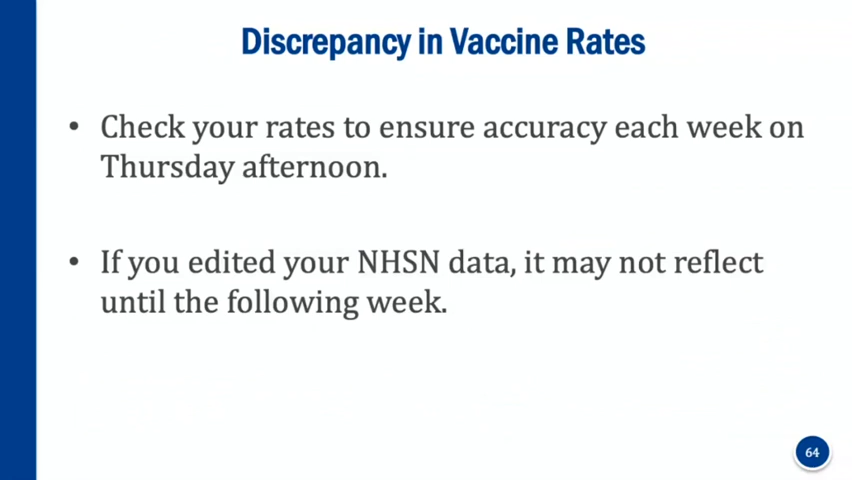 Discrepancy in Vaccine Rates
• Check your rates to ensure accuracy each week on
Thursday afternoon.
• If you edited your NHSN data, it may not reflect
until the following week.
64